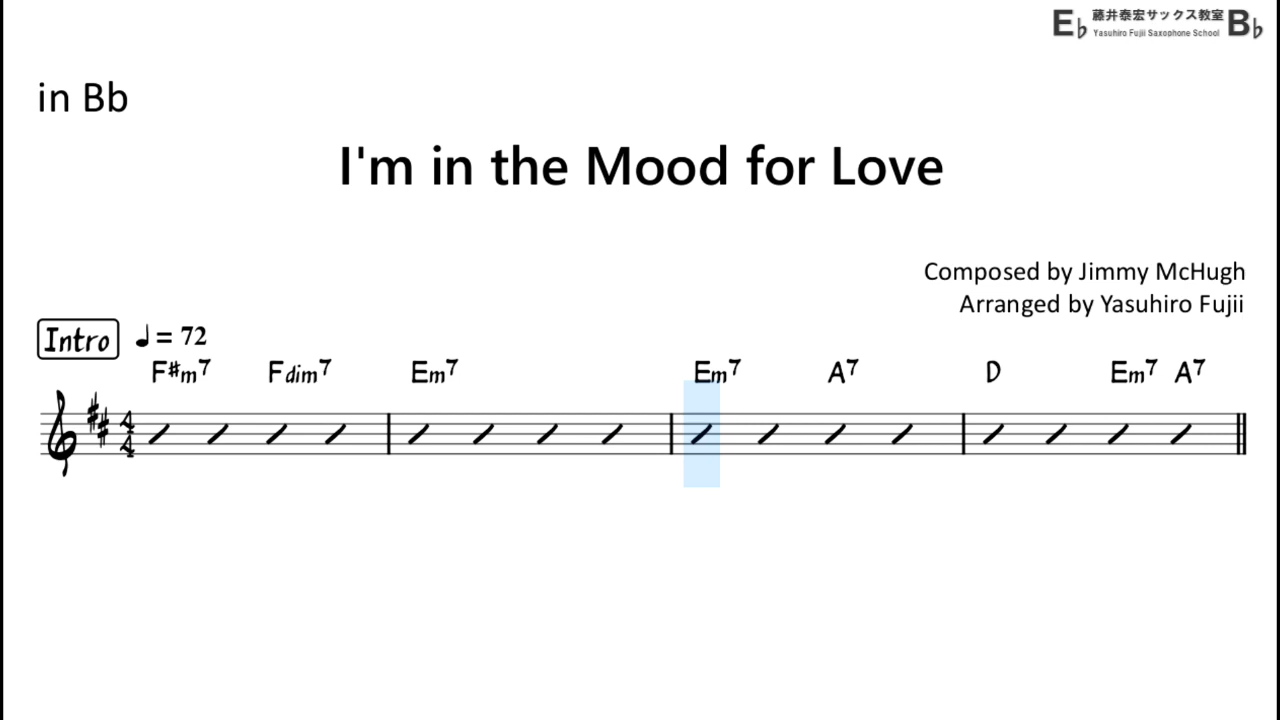 E♭ 藤井泰宏サックス教室 B♭
Yasuhiro Fujii Saxophone School
in Bb
I'm in the Mood for Love
Composed by Jimmy McHugh
Arranged by Yasuhiro Fujii
Intro ♩= 72
F#m7 Fdim7 Em7 Em7 A7 D Em7 A7
4
4